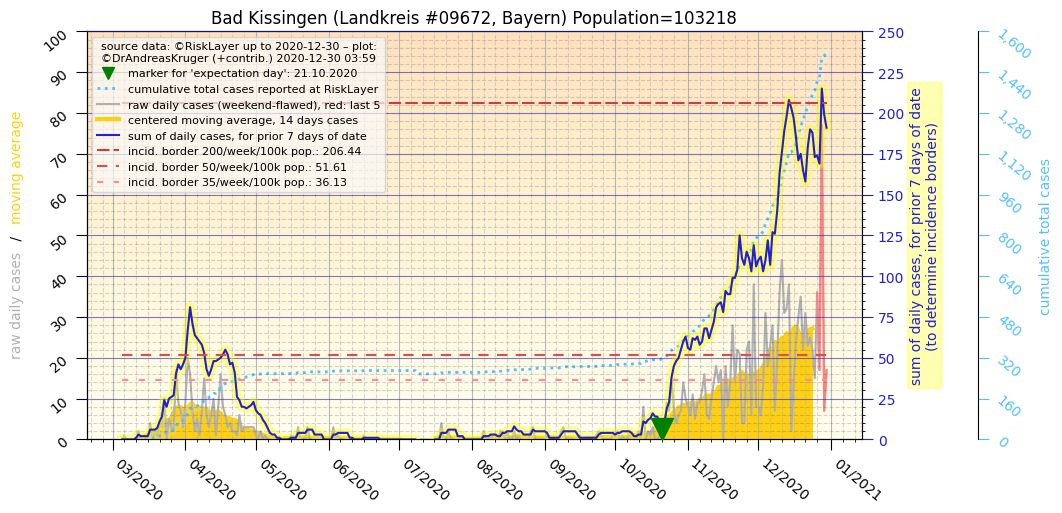 Bad Kissingen (Landkreis #09672, Bayern) Population=103218
source data: ©RiskLayer up to 2020-12-30 – plot:
©DrAndreasKruger (+contrib.) 2020-12-30 03:59
marker for 'expectation day': 21.10.2020
cumulative total cases reported at RiskLayer
raw daily cases (weekend-flawed), red: last 5
centered moving average, 14 days cases
sum of daily cases, for prior 7 days of date
incid. border 200/week/100k pop.: 206.44
incid. border 50/week/100k pop.: 51.61
incid. border 35/week/100k pop.: 36.13
raw daily cases / moving average
100
90
80
70
60
50
40
30
20
10
0
250
225
200
175
150
125
100
75
50
25
0
sum of daily cases, for prior 7 days of date
(to determine incidence borders)
1,600
1,440
1,280
1,120
960
800
640
480
320
160
0
cumulative total cases
03/2020
04/2020
05/2020
06/2020
07/2020
08/2020
09/2020
10/2020
11/2020
12/2020
01/2021